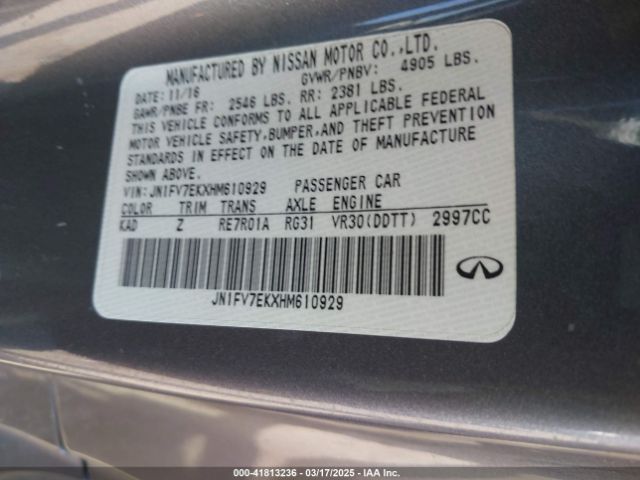 MANUFACTURED BY NISSAN MOTOR CO.,LTD.
DATE: 11/16 GVWR/PNBV: 4905 LBS.
GAWR/PNBE FR: 2546 LBS. RR: 2381 LBS.
THIS VEHICLE CONFORMS TO ALL APPLICABLE FEDERAL
MOTOR VEHICLE SAFETY,BUMPER,AND THEFT PREVENTION
STANDARDS IN EFFECT ON THE DATE OF MANUFACTURE
SHOWN ABOVE.
VIN:JN1FV7EKXHM610929 PASSENGER CAR
COLOR TRIM TRANS AXLE ENGINE
KAD Z RE7R01A RG31 VR30(DDTT) 2997CC
JN1FV7EKXHM610929
000-41813236 - 03/17/2025 - IAA Inc.